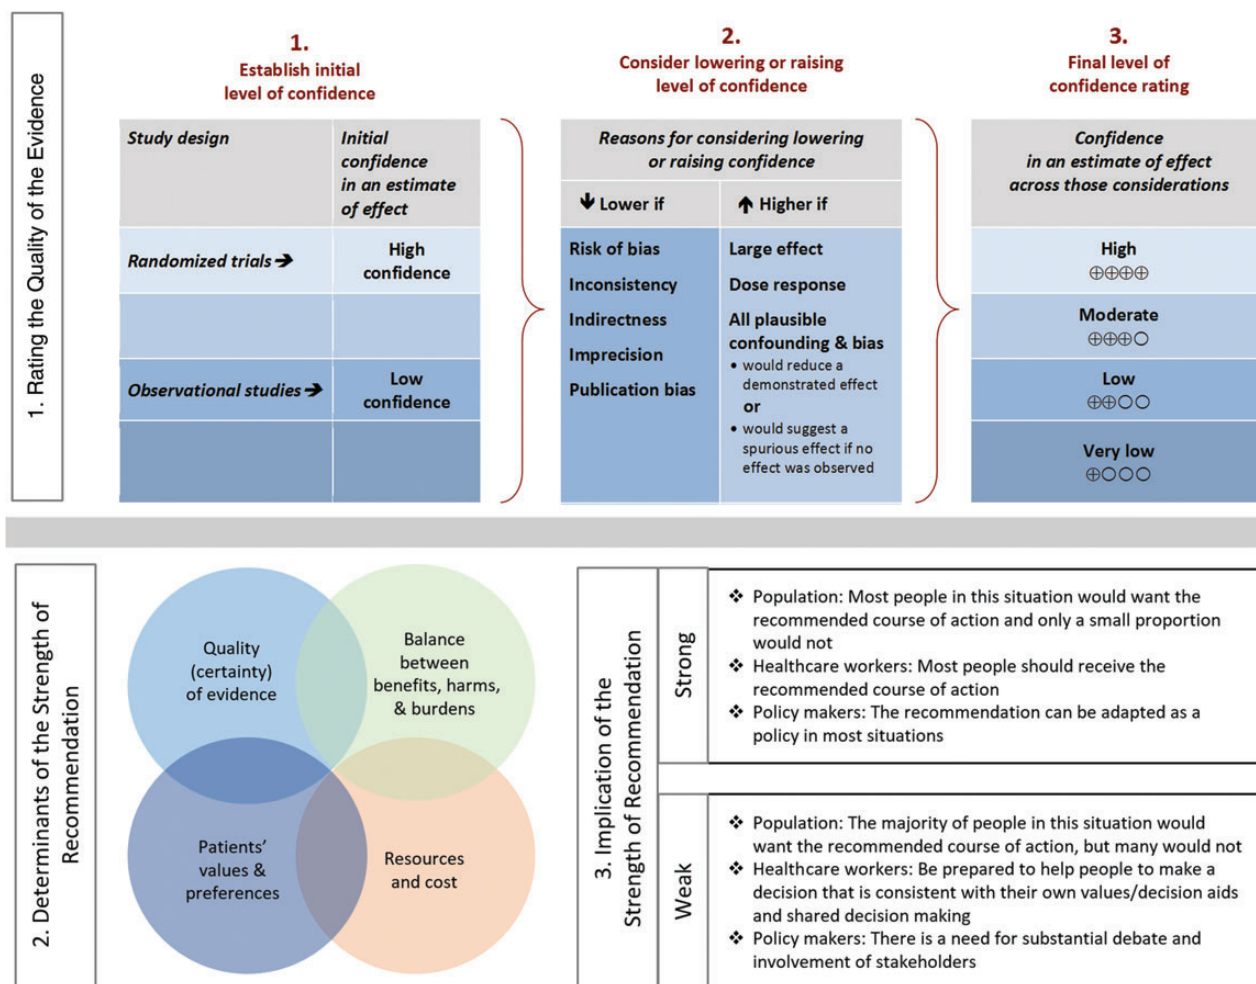 1. Rating the Quality of the Evidence
1.
Establish initial
level of confidence
Study design
Initial
confidence
in an estimate
of effect
Randomized trials ➔
High
confidence
Observational studies ➔
Low
confidence
2.
Consider lowering or raising
level of confidence
Reasons for considering lowering
or raising confidence
🡻 Lower if
🡹 Higher if
Risk of bias
Inconsistency
Indirectness
Imprecision
Publication bias
Large effect
Dose response
All plausible
confounding & bias
• would reduce a
demonstrated effect
or
• would suggest a
spurious effect if no
effect was observed
3.
Final level of
confidence rating
Confidence
in an estimate of effect
across those considerations
High
⊕⊕⊕⊕
Moderate
⊕⊕⊕○
Low
⊕⊕○○
Very low
⊕○○○
2. Determinants of the Strength of
Recommendation
Quality
(certainty)
of evidence
Balance
between
benefits, harms,
& burdens
Patients’
values &
preferences
Resources
and cost
3. Implication of the
Strength of Recommendation
Strong
❖ Population: Most people in this situation would want the
recommended course of action and only a small proportion
would not
❖ Healthcare workers: Most people should receive the
recommended course of action
❖ Policy makers: The recommendation can be adapted as a
policy in most situations
Weak
❖ Population: The majority of people in this situation would
want the recommended course of action, but many would not
❖ Healthcare workers: Be prepared to help people to make a
decision that is consistent with their own values/decision aids
and shared decision making
❖ Policy makers: There is a need for substantial debate and
involvement of stakeholders